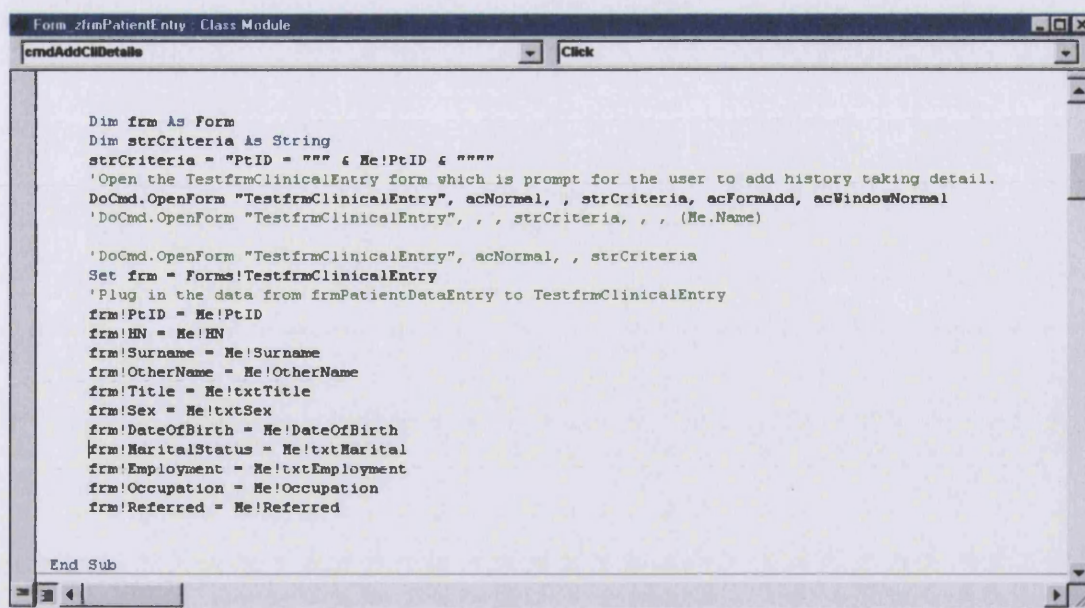 Form_zfrmPatientEntry : Class Module
cmdAddCliDetails Click
Dim frm As Form
Dim strCriteria As String
strCriteria = "PtID = """ & Me!PtID & """"
'Open the TestfrmClinicalEntry form which is prompt for the user to add history taking detail.
DoCmd.OpenForm "TestfrmClinicalEntry", acNormal, , strCriteria, acFormAdd, acWindowNormal
'DoCmd.OpenForm "TestfrmClinicalEntry", , , strCriteria, , , (Me.Name)
'DoCmd.OpenForm "TestfrmClinicalEntry", acNormal, , strCriteria
Set frm = Forms!TestfrmClinicalEntry
'Plug in the data from frmPatientDataEntry to TestfrmClinicalEntry
frm!PtID = Me!PtID
frm!HN = Me!HN
frm!Surname = Me!Surname
frm!OtherName = Me!OtherName
frm!Title = Me!txtTitle
frm!Sex = Me!txtSex
frm!DateOfBirth = Me!DateOfBirth
frm!MaritalStatus = Me!txtMarital
frm!Employment = Me!txtEmployment
frm!Occupation = Me!Occupation
frm!Referred = Me!Referred
End Sub